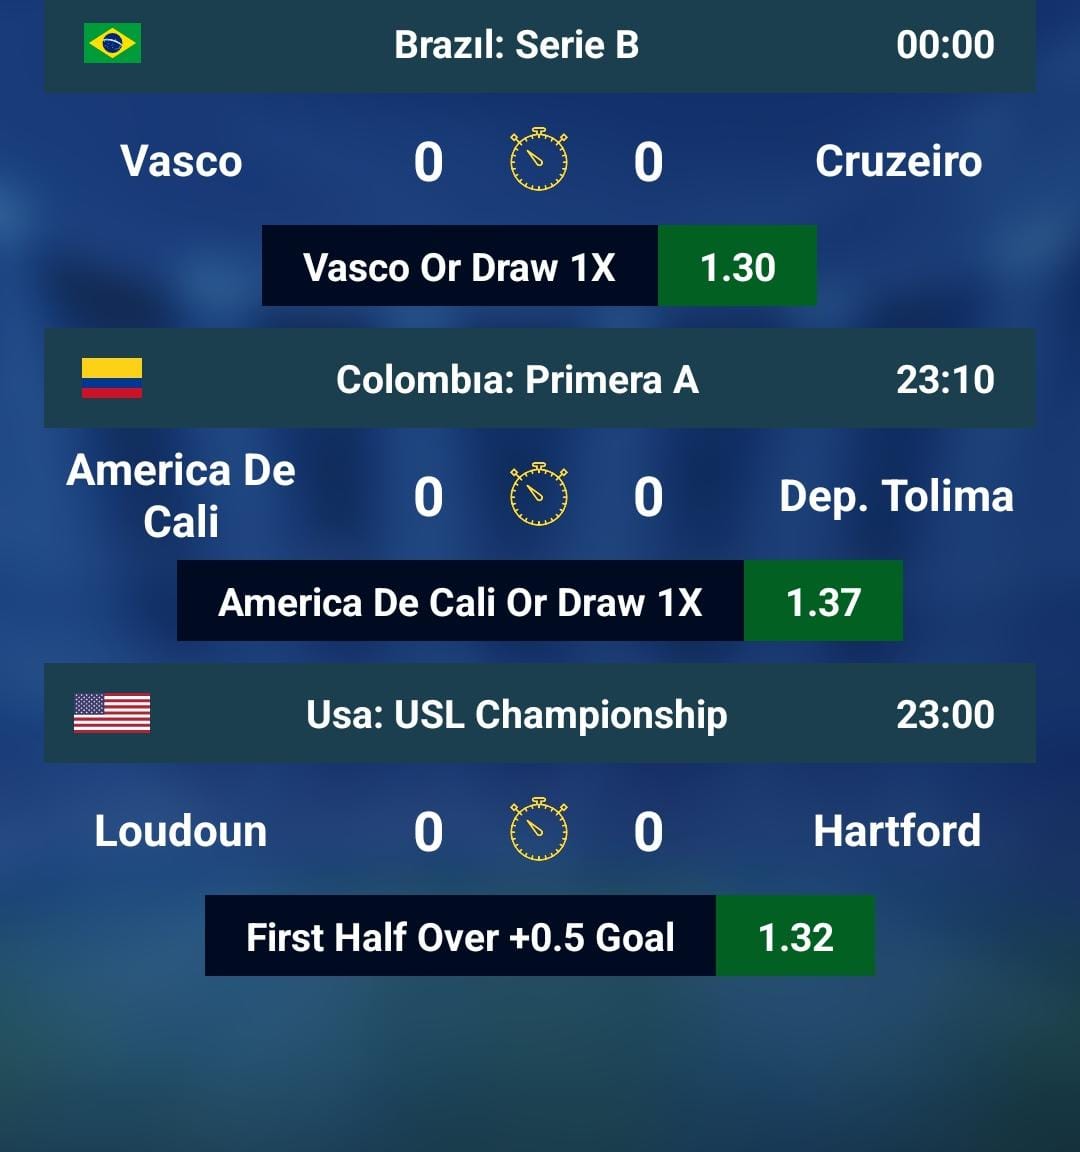 Brazıl: Serie B 00:00
Vasco 0 0 Cruzeiro
Vasco Or Draw 1X 1.30
Colombıa: Primera A 23:10
America De
Cali 0 0 Dep. Tolima
America De Cali Or Draw 1X 1.37
Usa: USL Championship 23:00
Loudoun 0 0 Hartford
First Half Over +0.5 Goal 1.32